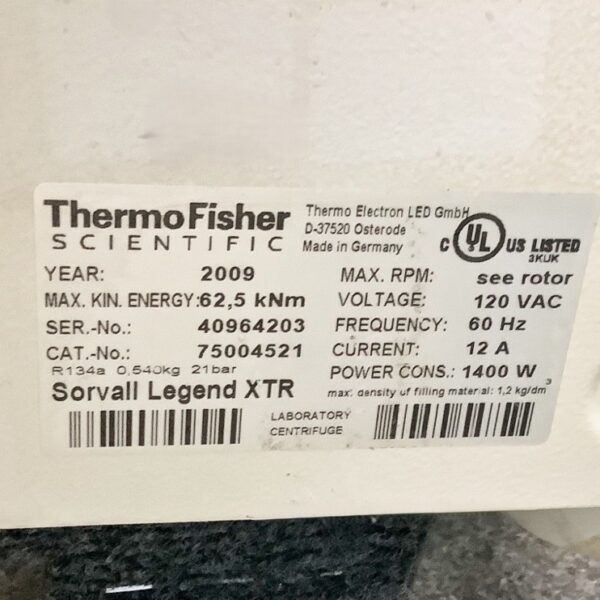 ThermoFisher
SCIENTIFIC
Thermo Electron LED GmbH
D-37520 Osterode
Made in Germany
C UL US LISTED
3KUK
YEAR: 2009
MAX. KIN. ENERGY: 62,5 kNm
SER.-No.: 40964203
CAT.-No.: 75004521
R134a 0,540kg 21bar
Sorvall Legend XTR
MAX. RPM: see rotor
VOLTAGE: 120 VAC
FREQUENCY: 60 Hz
CURRENT: 12 A
POWER CONS.: 1400 W
max. density of filling material: 1,2 kg/dm³
LABORATORY
CENTRIFUGE